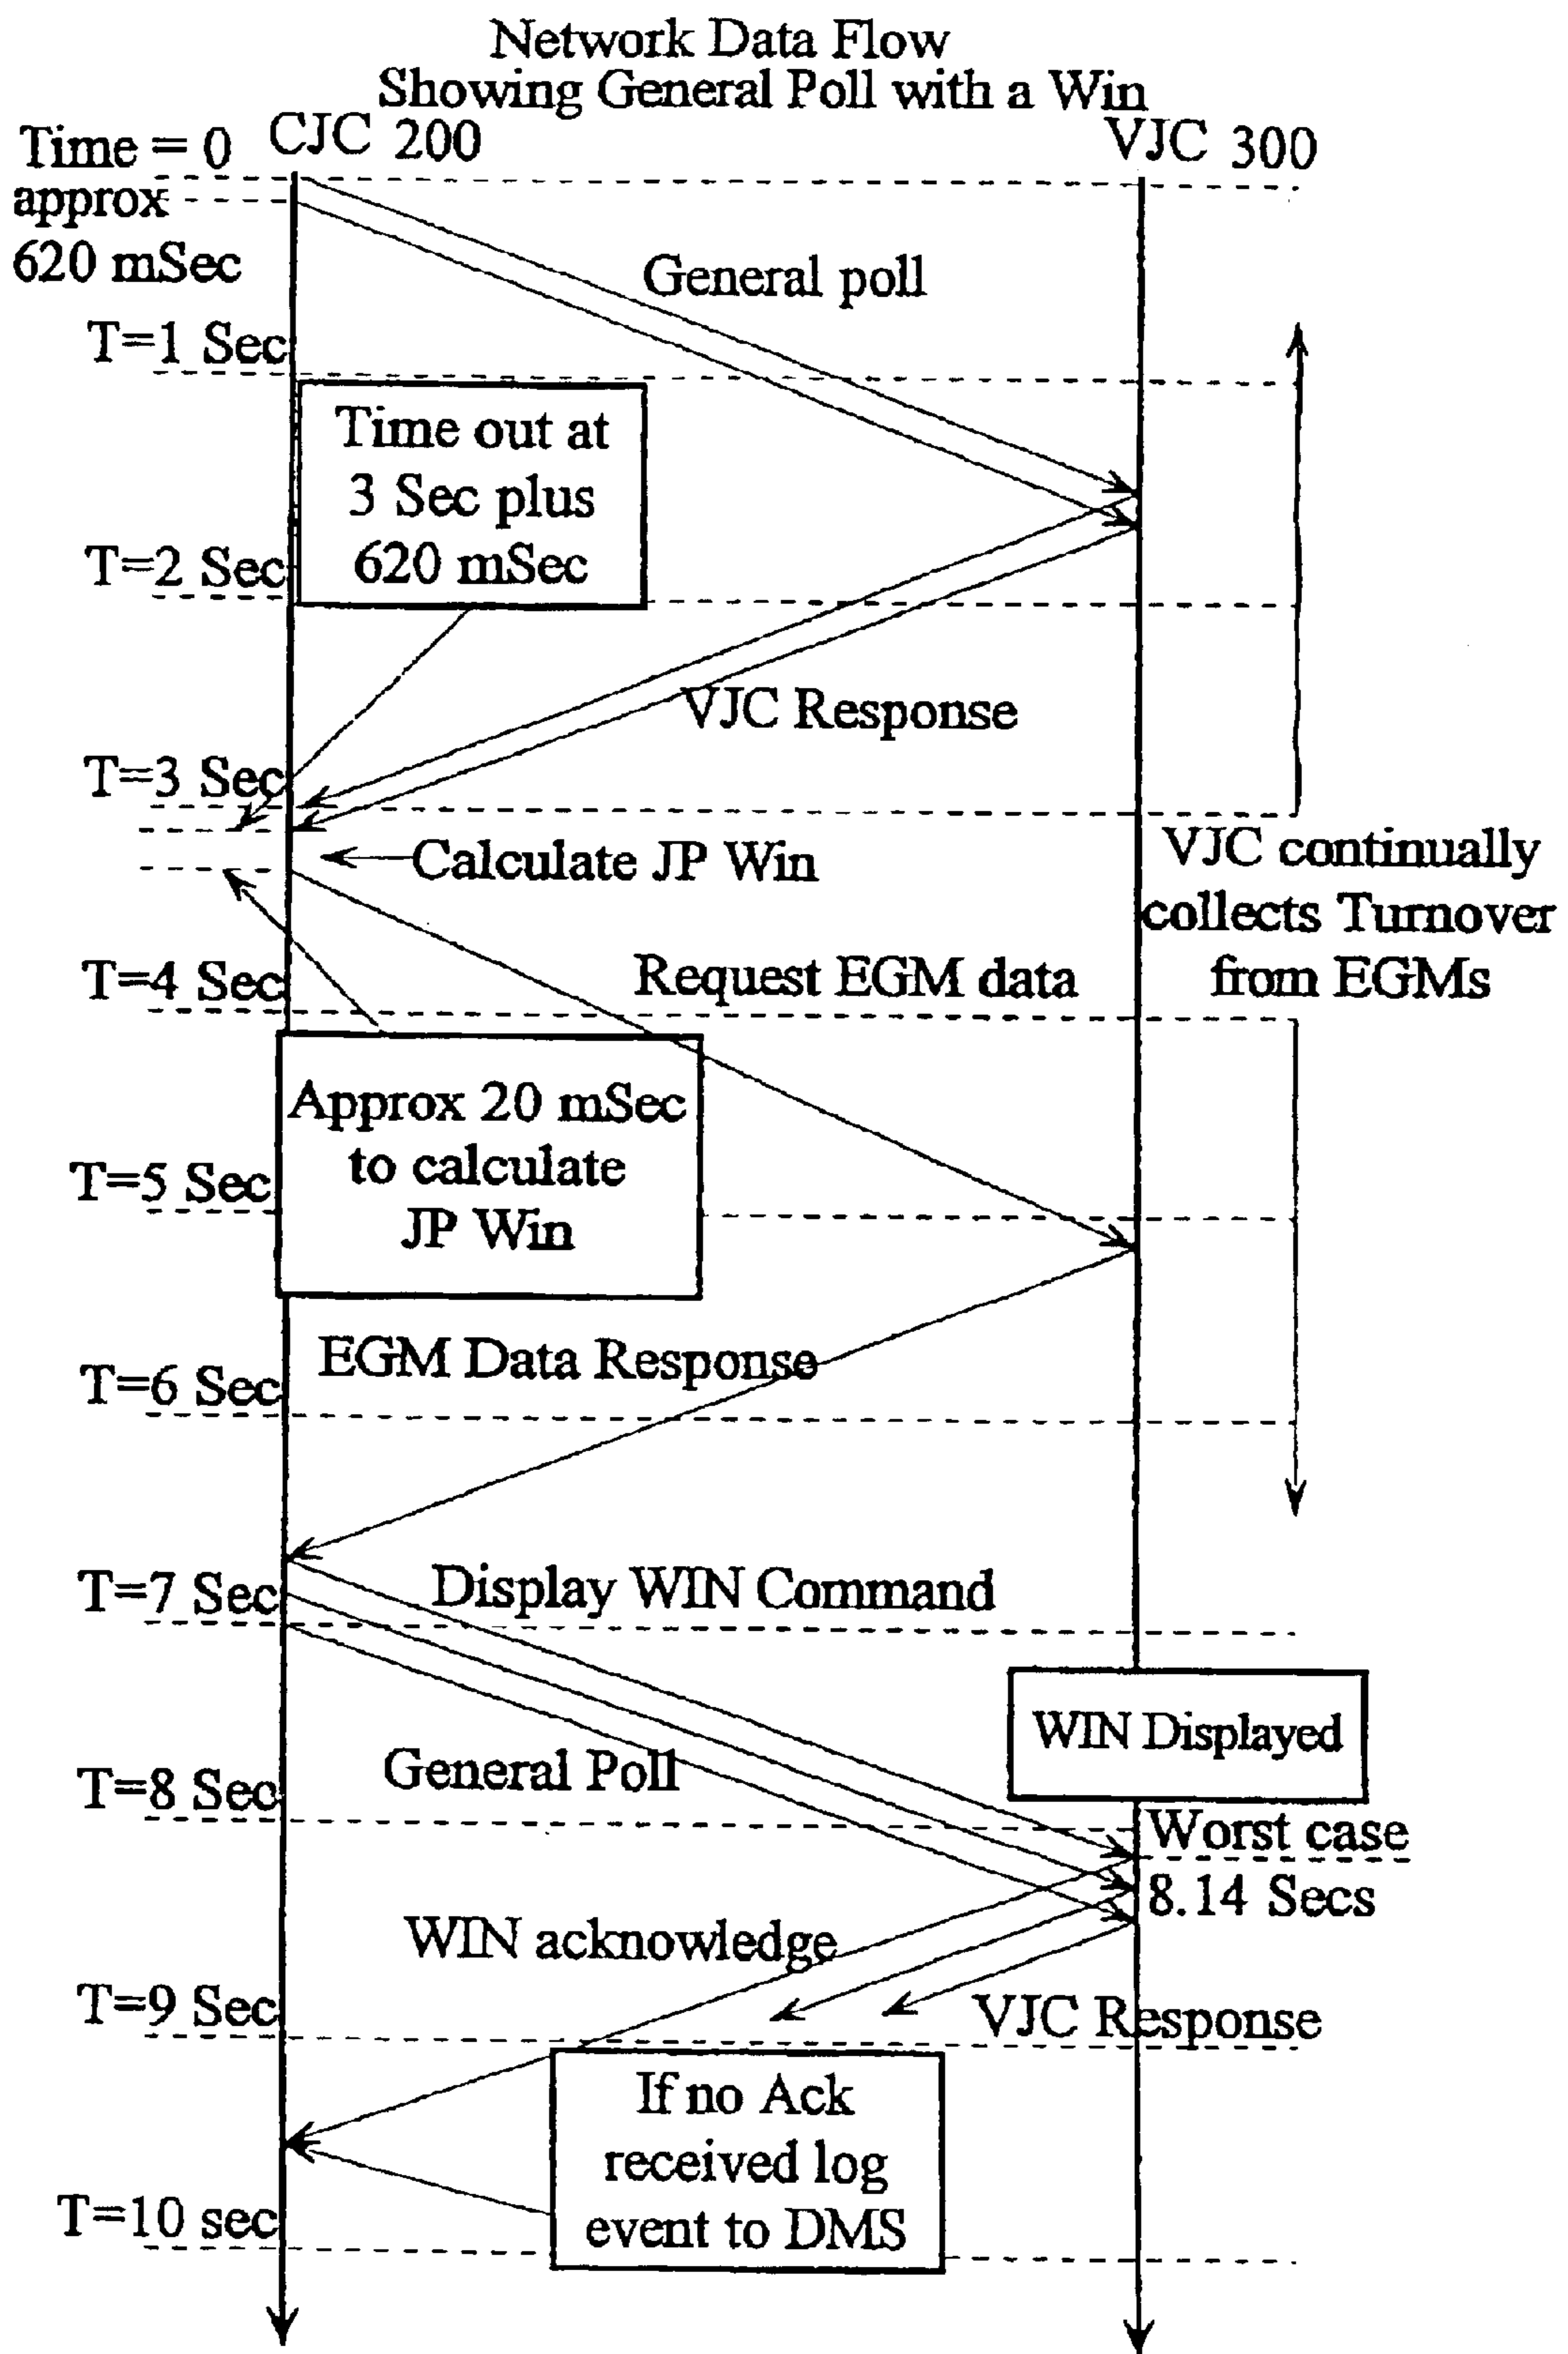 Network Data Flow
Showing General Poll with a Win
Time = 0
CJC 200
VJC 300
approx
620 mSec
General poll
T=1 Sec
Time out at
3 Sec plus
620 mSec
T=2 Sec
VJC Response
T=3 Sec
Calculate JP Win
VJC continually
collects Turnover
from EGMs
T=4 Sec
Request EGM data
Approx 20 mSec
to calculate
JP Win
T=5 Sec
EGM Data Response
T=6 Sec
Display WIN Command
T=7 Sec
WIN Displayed
General Poll
T=8 Sec
Worst case
8.14 Secs
WIN acknowledge
T=9 Sec
VJC Response
If no Ack
received log
event to DMS
T=10 sec